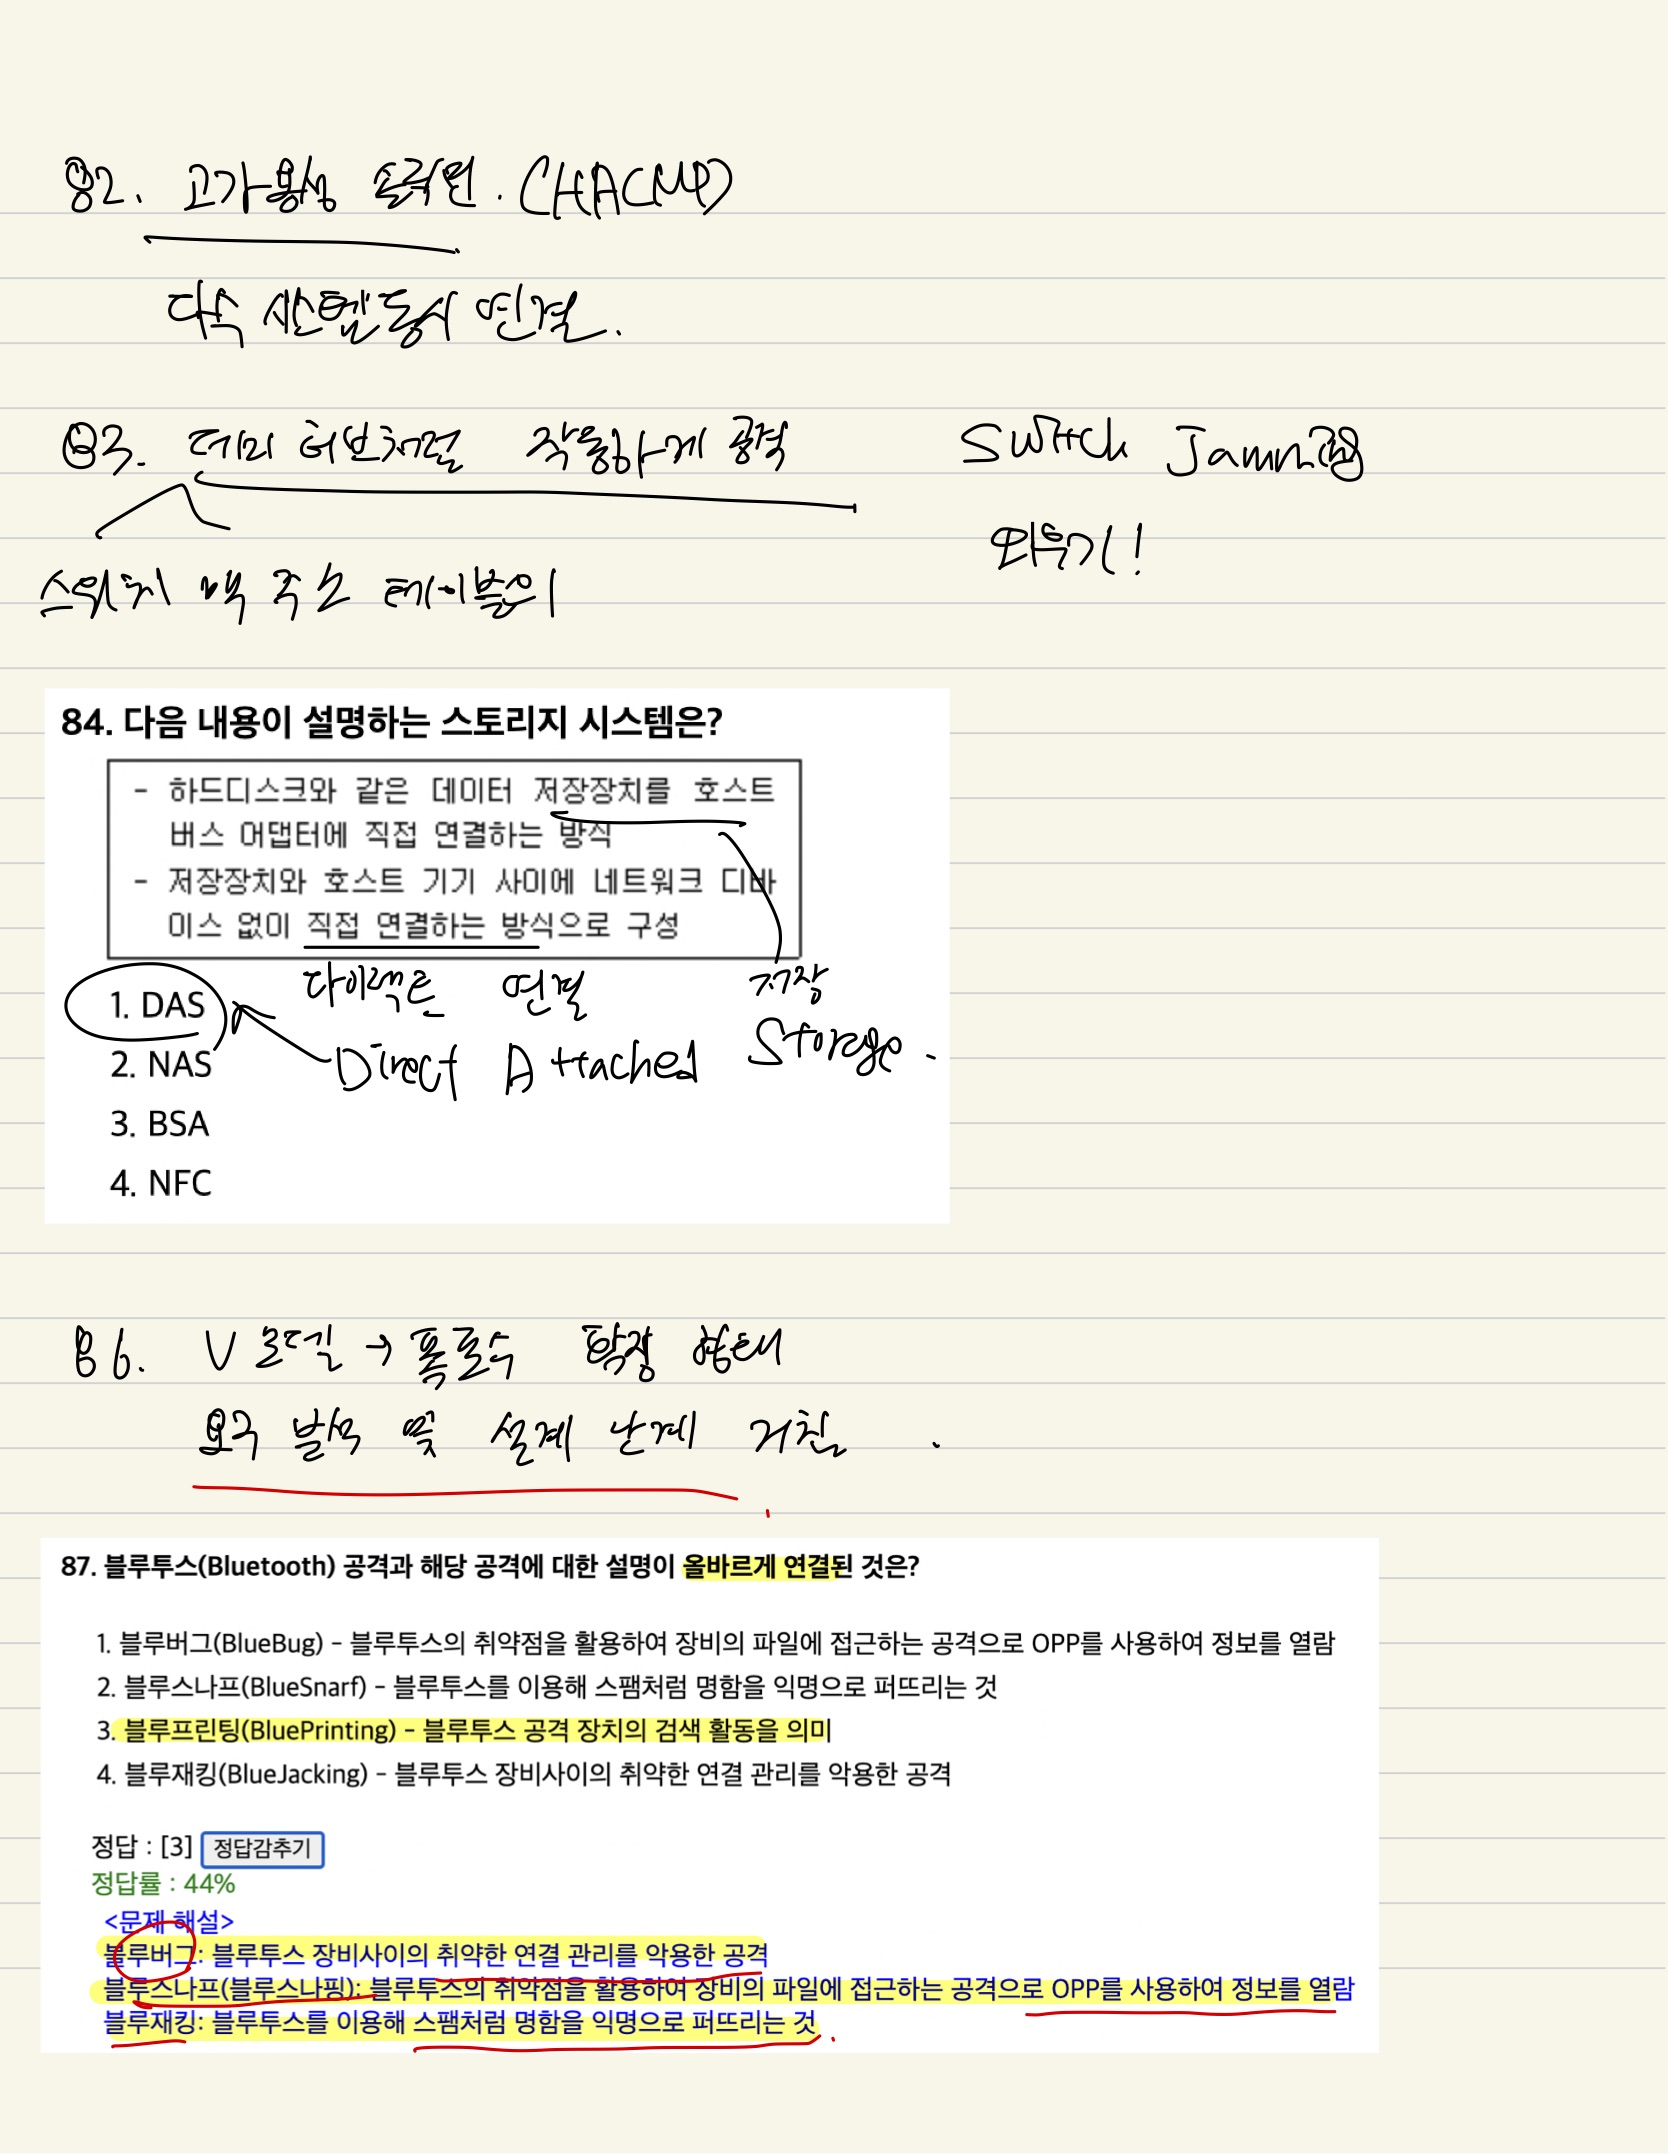 82. 고가용성 솔루션. (HACMP)
다수 시스템 동시 연결.
83. 더미 허브처럼 작동하게 공격
Switch Jamming
외우기!
스위치 맥 주소 테이블의
84. 다음 내용이 설명하는 스토리지 시스템은?
- 하드디스크와 같은 데이터 저장장치를 호스트
버스 어댑터에 직접 연결하는 방식
- 저장장치와 호스트 기기 사이에 네트워크 디바
이스 없이 직접 연결하는 방식으로 구성
1. DAS
다이렉트 연결 저장
2. NAS
Direct Attached Storage.
3. BSA
4. NFC
86. V 모델 → 폭포수 확장 형태
요구 분석 및 설계 단계 거침.
87. 블루투스(Bluetooth) 공격과 해당 공격에 대한 설명이 올바르게 연결된 것은?
1. 블루버그(BlueBug) - 블루투스의 취약점을 활용하여 장비의 파일에 접근하는 공격으로 OPP를 사용하여 정보를 열람
2. 블루스나프(BlueSnarf) - 블루투스를 이용해 스팸처럼 명함을 익명으로 퍼뜨리는 것
3. 블루프린팅(BluePrinting) - 블루투스 공격 장치의 검색 활동을 의미
4. 블루재킹(BlueJacking) - 블루투스 장비사이의 취약한 연결 관리를 악용한 공격
정답 : [3] 정답감추기
정답률 : 44%
<문제 해설>
블루버그: 블루투스 장비사이의 취약한 연결 관리를 악용한 공격
블루스나프(블루스나핑): 블루투스의 취약점을 활용하여 장비의 파일에 접근하는 공격으로 OPP를 사용하여 정보를 열람
블루재킹: 블루투스를 이용해 스팸처럼 명함을 익명으로 퍼뜨리는 것